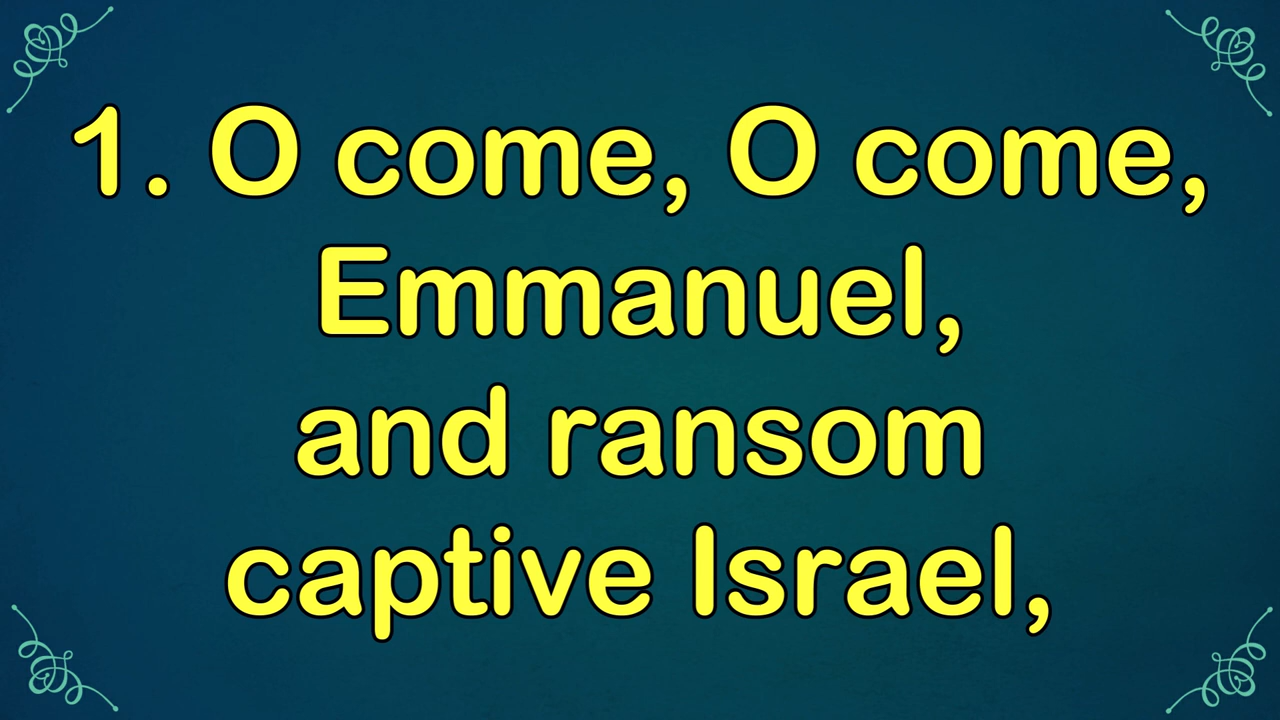 1. O come, O come,
Emmanuel,
and ransom
captive Israel,